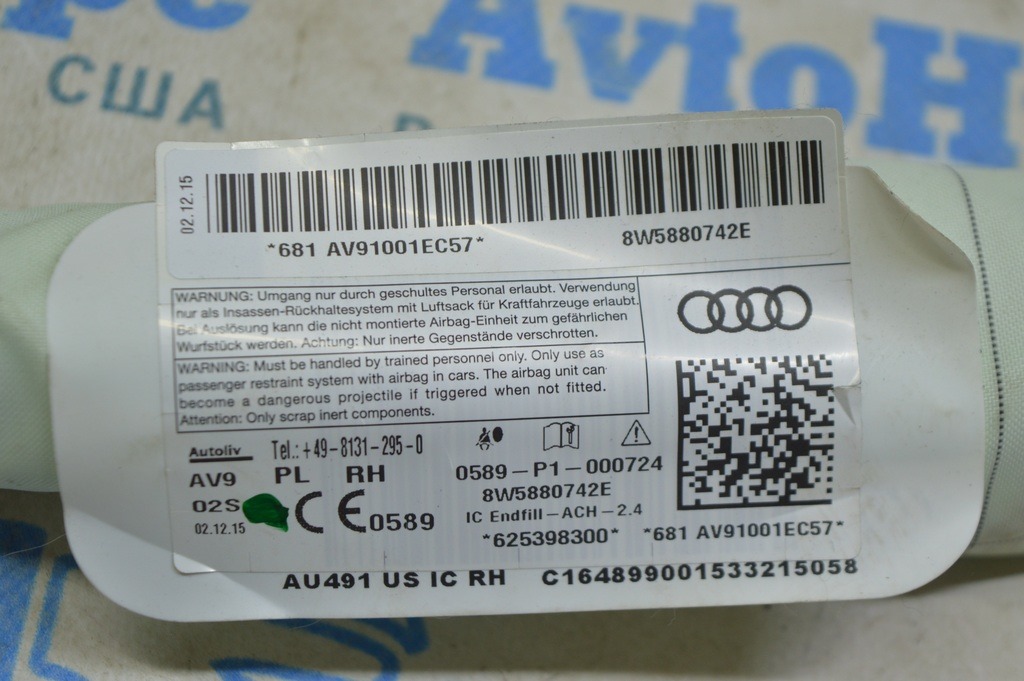 AvtoH
США
02.12.15
*681 AV91001EC57*
8W5880742E
WARNUNG: Umgang nur durch geschultes Personal erlaubt. Verwendung
nur als Insassen-Rückhaltesystem mit Luftsack für Kraftfahrzeuge erlaubt.
Bei Auslösung kann die nicht montierte Airbag-Einheit zum gefährlichen
Wurfstück werden. Achtung: Nur inerte Gegenstände verschrotten.
WARNING: Must be handled by trained personnel only. Only use as
passenger restraint system with airbag in cars. The airbag unit can
become a dangerous projectile if triggered when not fitted.
Attention: Only scrap inert components.
Autoliv Tel.: +49-8131-295-0
AV9 PL RH
02S
02.12.15
CE 0589
0589-P1-000724
8W5880742E
IC Endfill-ACH-2.4
*625398300*
*681 AV91001EC57*
AU491 US IC RH C164899001533215058